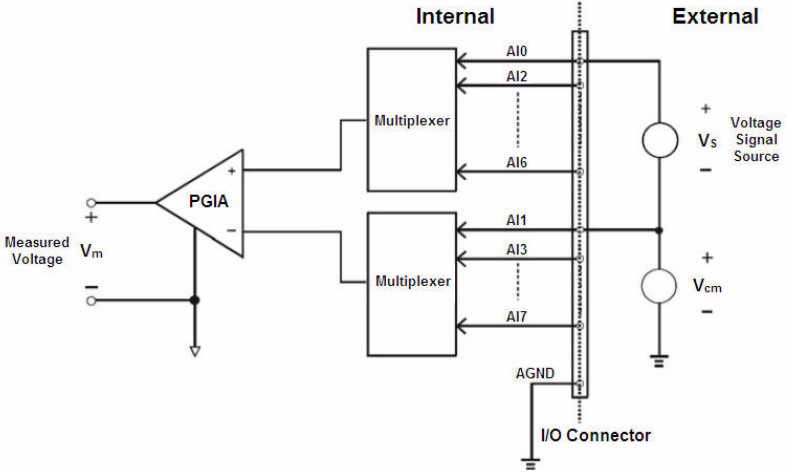 Internal
External
AI0
AI2
Multiplexer
AI6
+
Vs
−
Voltage
Signal
Source
+
PGIA
−
AI1
AI3
Multiplexer
AI7
+
Vcm
−
Measured
Voltage
+
Vm
−
AGND
I/O Connector